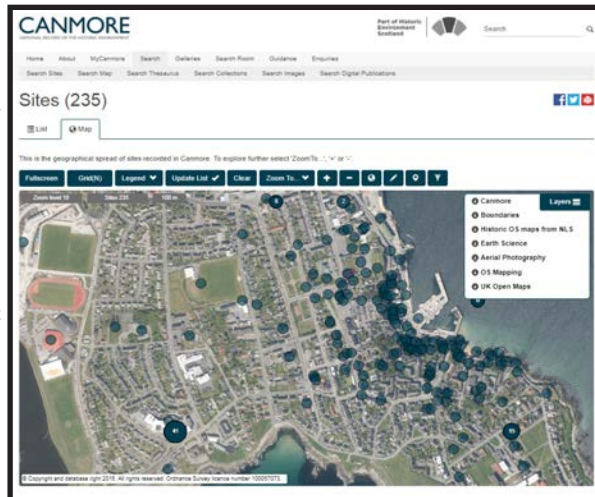 CANMORE
NATIONAL RECORD OF THE HISTORIC ENVIRONMENT
Part of Historic
Environment
Scotland
Search
Home About MyCanmore Search Galleries Search Room Guidance Enquiries
Search Sites Search Map Search Thesaurus Search Collections Search Images Search Digital Publications
Sites (235)
List Map
This is the geographical spread of sites recorded in Canmore. To explore further select 'ZoomTo...', '+' or '-'.
Fullscreen Grid(N) Legend Update List Clear Zoom To... + -
Zoom level 10 Sites 235 100 m
8 2
Layers
Canmore
Boundaries
Historic OS maps from NLS
Earth Science
Aerial Photography
OS Mapping
UK Open Maps
© Copyright and database right 2015. All rights reserved. Ordnance Survey licence number 100057073.